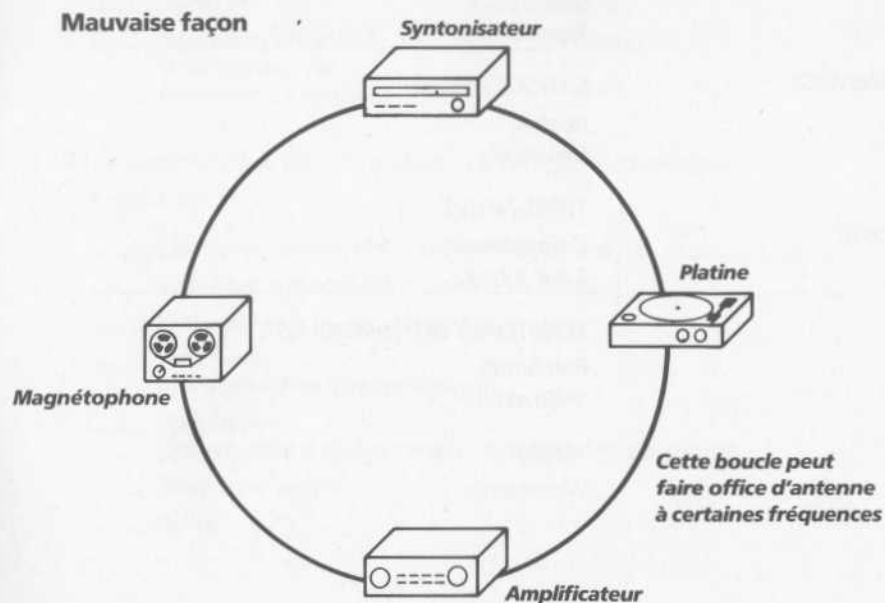 Mauvaise façon
Syntonisateur
Platine
Magnétophone
Cette boucle peut
faire office d'antenne
à certaines fréquences
Amplificateur